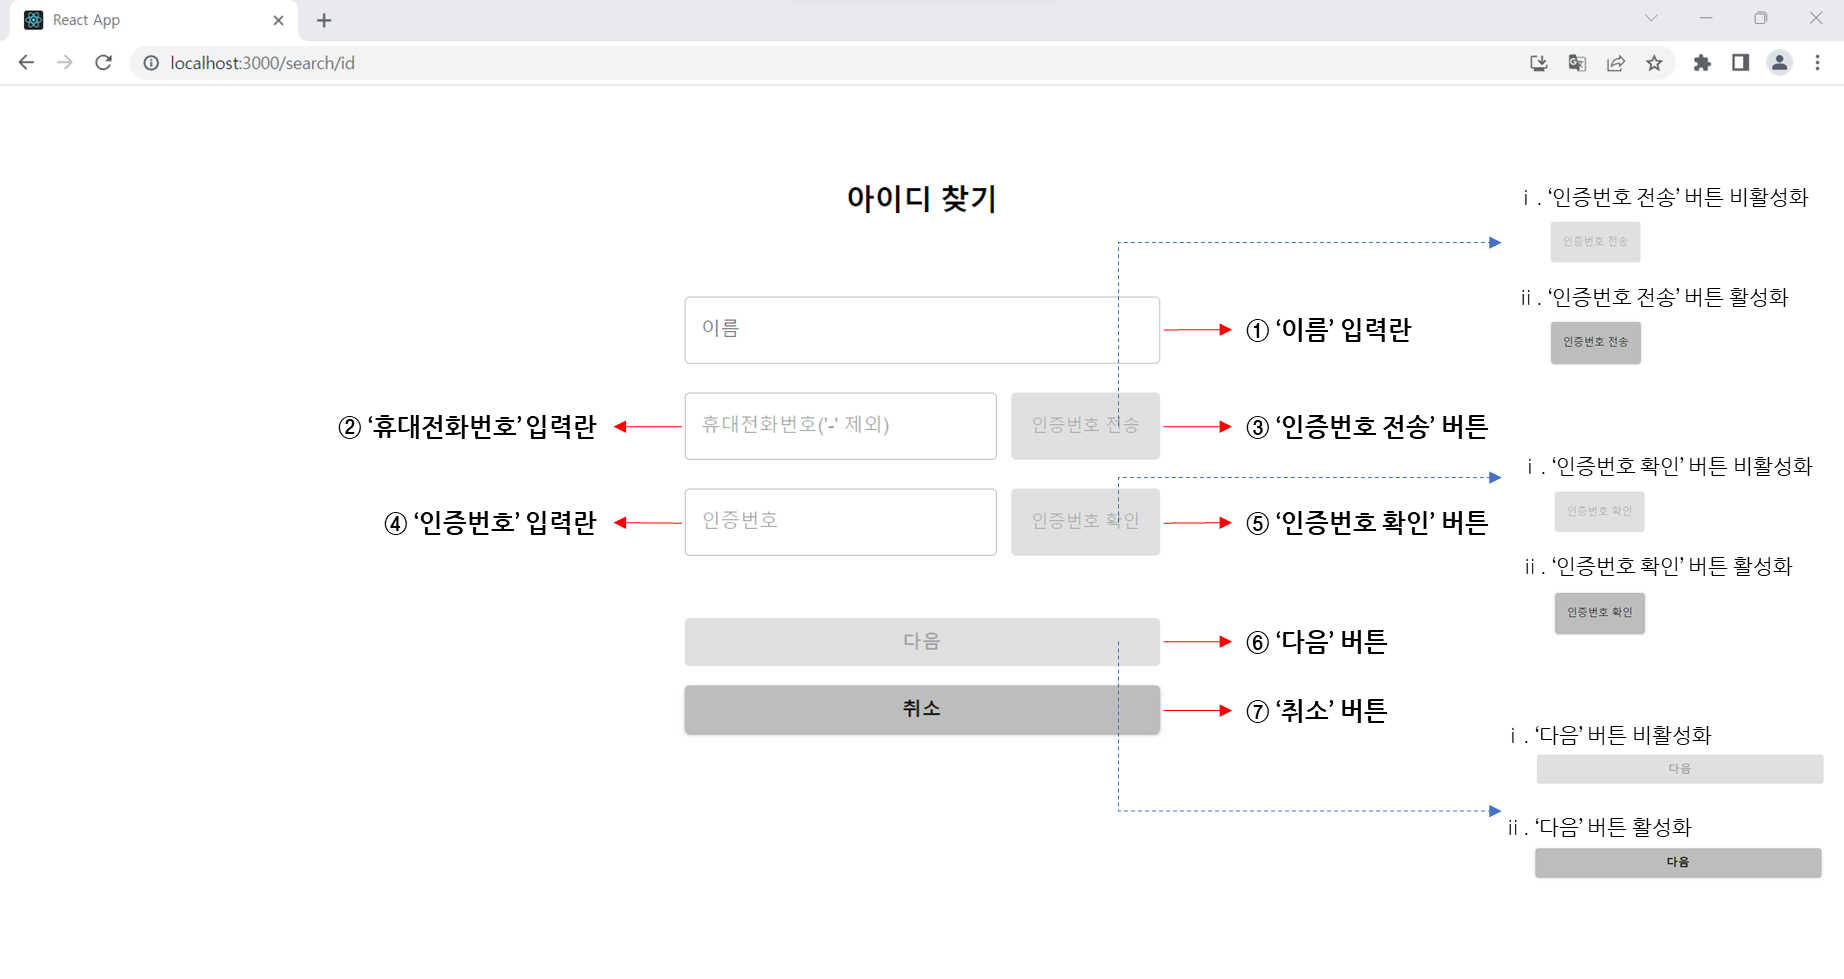 React App
localhost:3000/search/id
아이디 찾기
이름
① ‘이름’ 입력란
② ‘휴대전화번호’ 입력란
휴대전화번호('-' 제외)
인증번호 전송
③ ‘인증번호 전송’ 버튼
④ ‘인증번호’ 입력란
인증번호
인증번호 확인
⑤ ‘인증번호 확인’ 버튼
다음
⑥ ‘다음’ 버튼
취소
⑦ ‘취소’ 버튼
ⅰ. ‘인증번호 전송’ 버튼 비활성화
인증번호 전송
ⅱ. ‘인증번호 전송’ 버튼 활성화
인증번호 전송
ⅰ. ‘인증번호 확인’ 버튼 비활성화
인증번호 확인
ⅱ. ‘인증번호 확인’ 버튼 활성화
인증번호 확인
ⅰ. ‘다음’ 버튼 비활성화
다음
ⅱ. ‘다음’ 버튼 활성화
다음